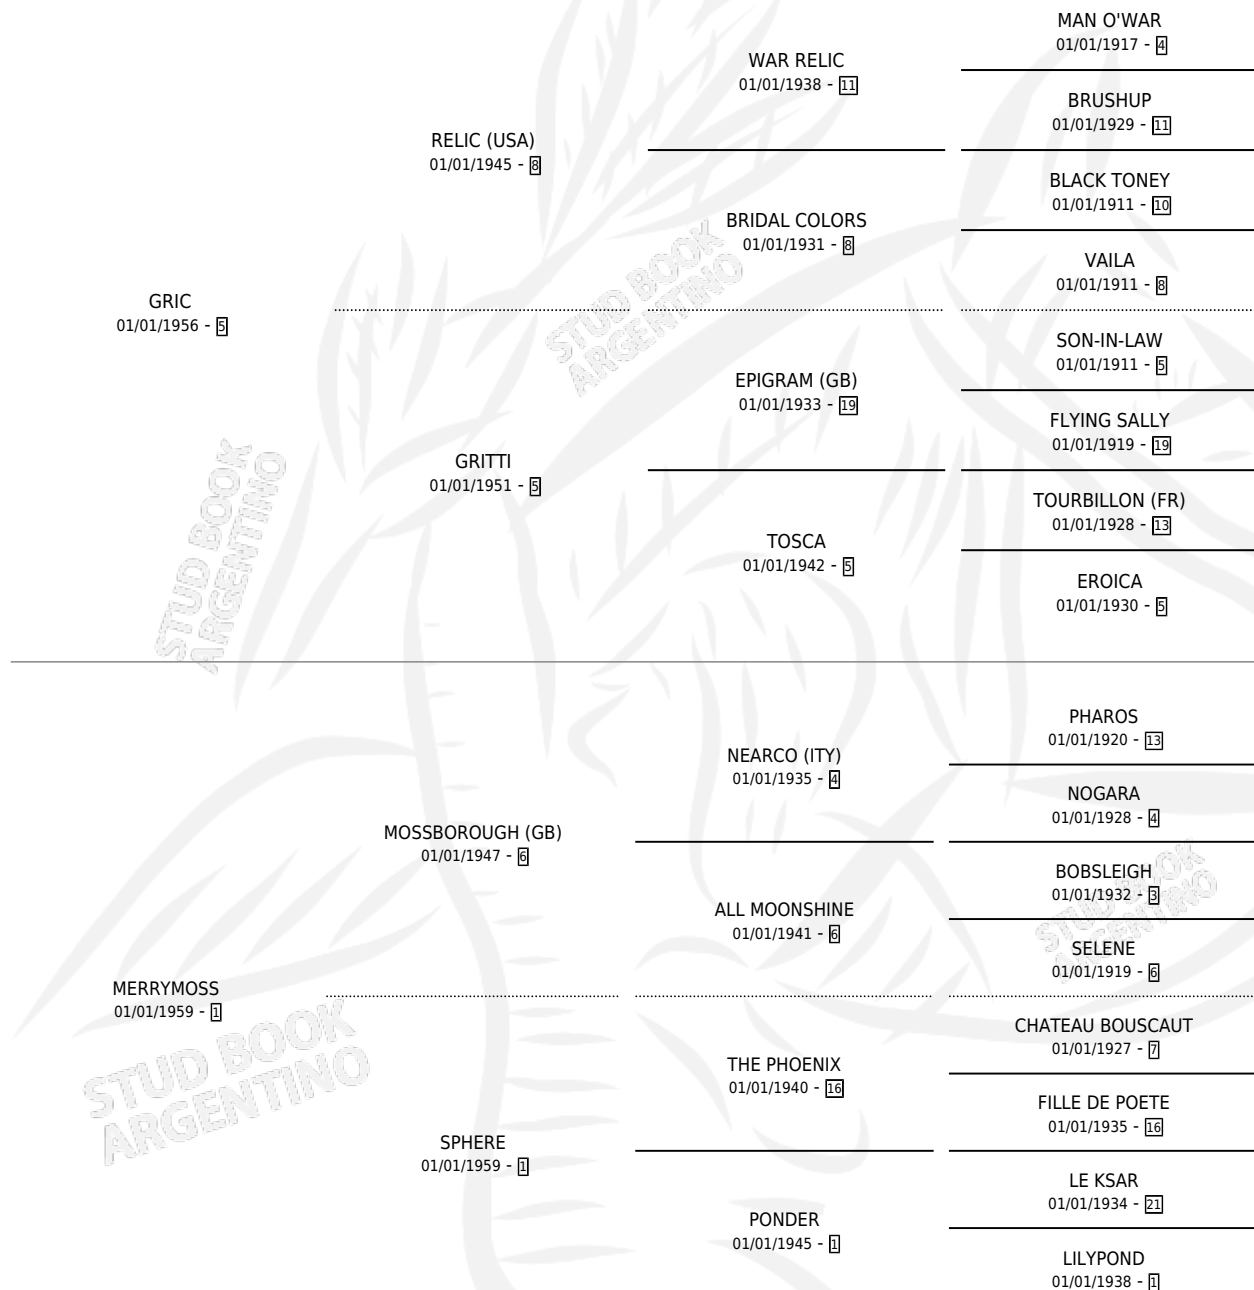 MAN O'WAR
01/01/1917 - 4
WAR RELIC
01/01/1938 - 11
BRUSHUP
01/01/1929 - 11
RELIC (USA)
01/01/1945 - 8
BLACK TONEY
01/01/1911 - 10
BRIDAL COLORS
01/01/1931 - 8
VAILA
01/01/1911 - 8
GRIC
01/01/1956 - 5
SON-IN-LAW
01/01/1911 - 5
EPIGRAM (GB)
01/01/1933 - 19
FLYING SALLY
01/01/1919 - 19
GRITTI
01/01/1951 - 5
TOURBILLON (FR)
01/01/1928 - 13
TOSCA
01/01/1942 - 5
EROICA
01/01/1930 - 5
PHAROS
01/01/1920 - 13
NEARCO (ITY)
01/01/1935 - 4
NOGARA
01/01/1928 - 4
MOSSBOROUGH (GB)
01/01/1947 - 6
BOBSLEIGH
01/01/1932 - 3
ALL MOONSHINE
01/01/1941 - 6
SELENE
01/01/1919 - 6
MERRYMOSS
01/01/1959 - 1
CHATEAU BOUSCAUT
01/01/1927 - 7
THE PHOENIX
01/01/1940 - 16
FILLE DE POETE
01/01/1935 - 16
SPHERE
01/01/1959 - 1
LE KSAR
01/01/1934 - 21
PONDER
01/01/1945 - 1
LILYPOND
01/01/1938 - 1
STUD BOOK
ARGENTINO
STUD BOOK
ARGENTINO
STUD BOOK
ARGENTINO
STUD BOOK
ARGENTINO